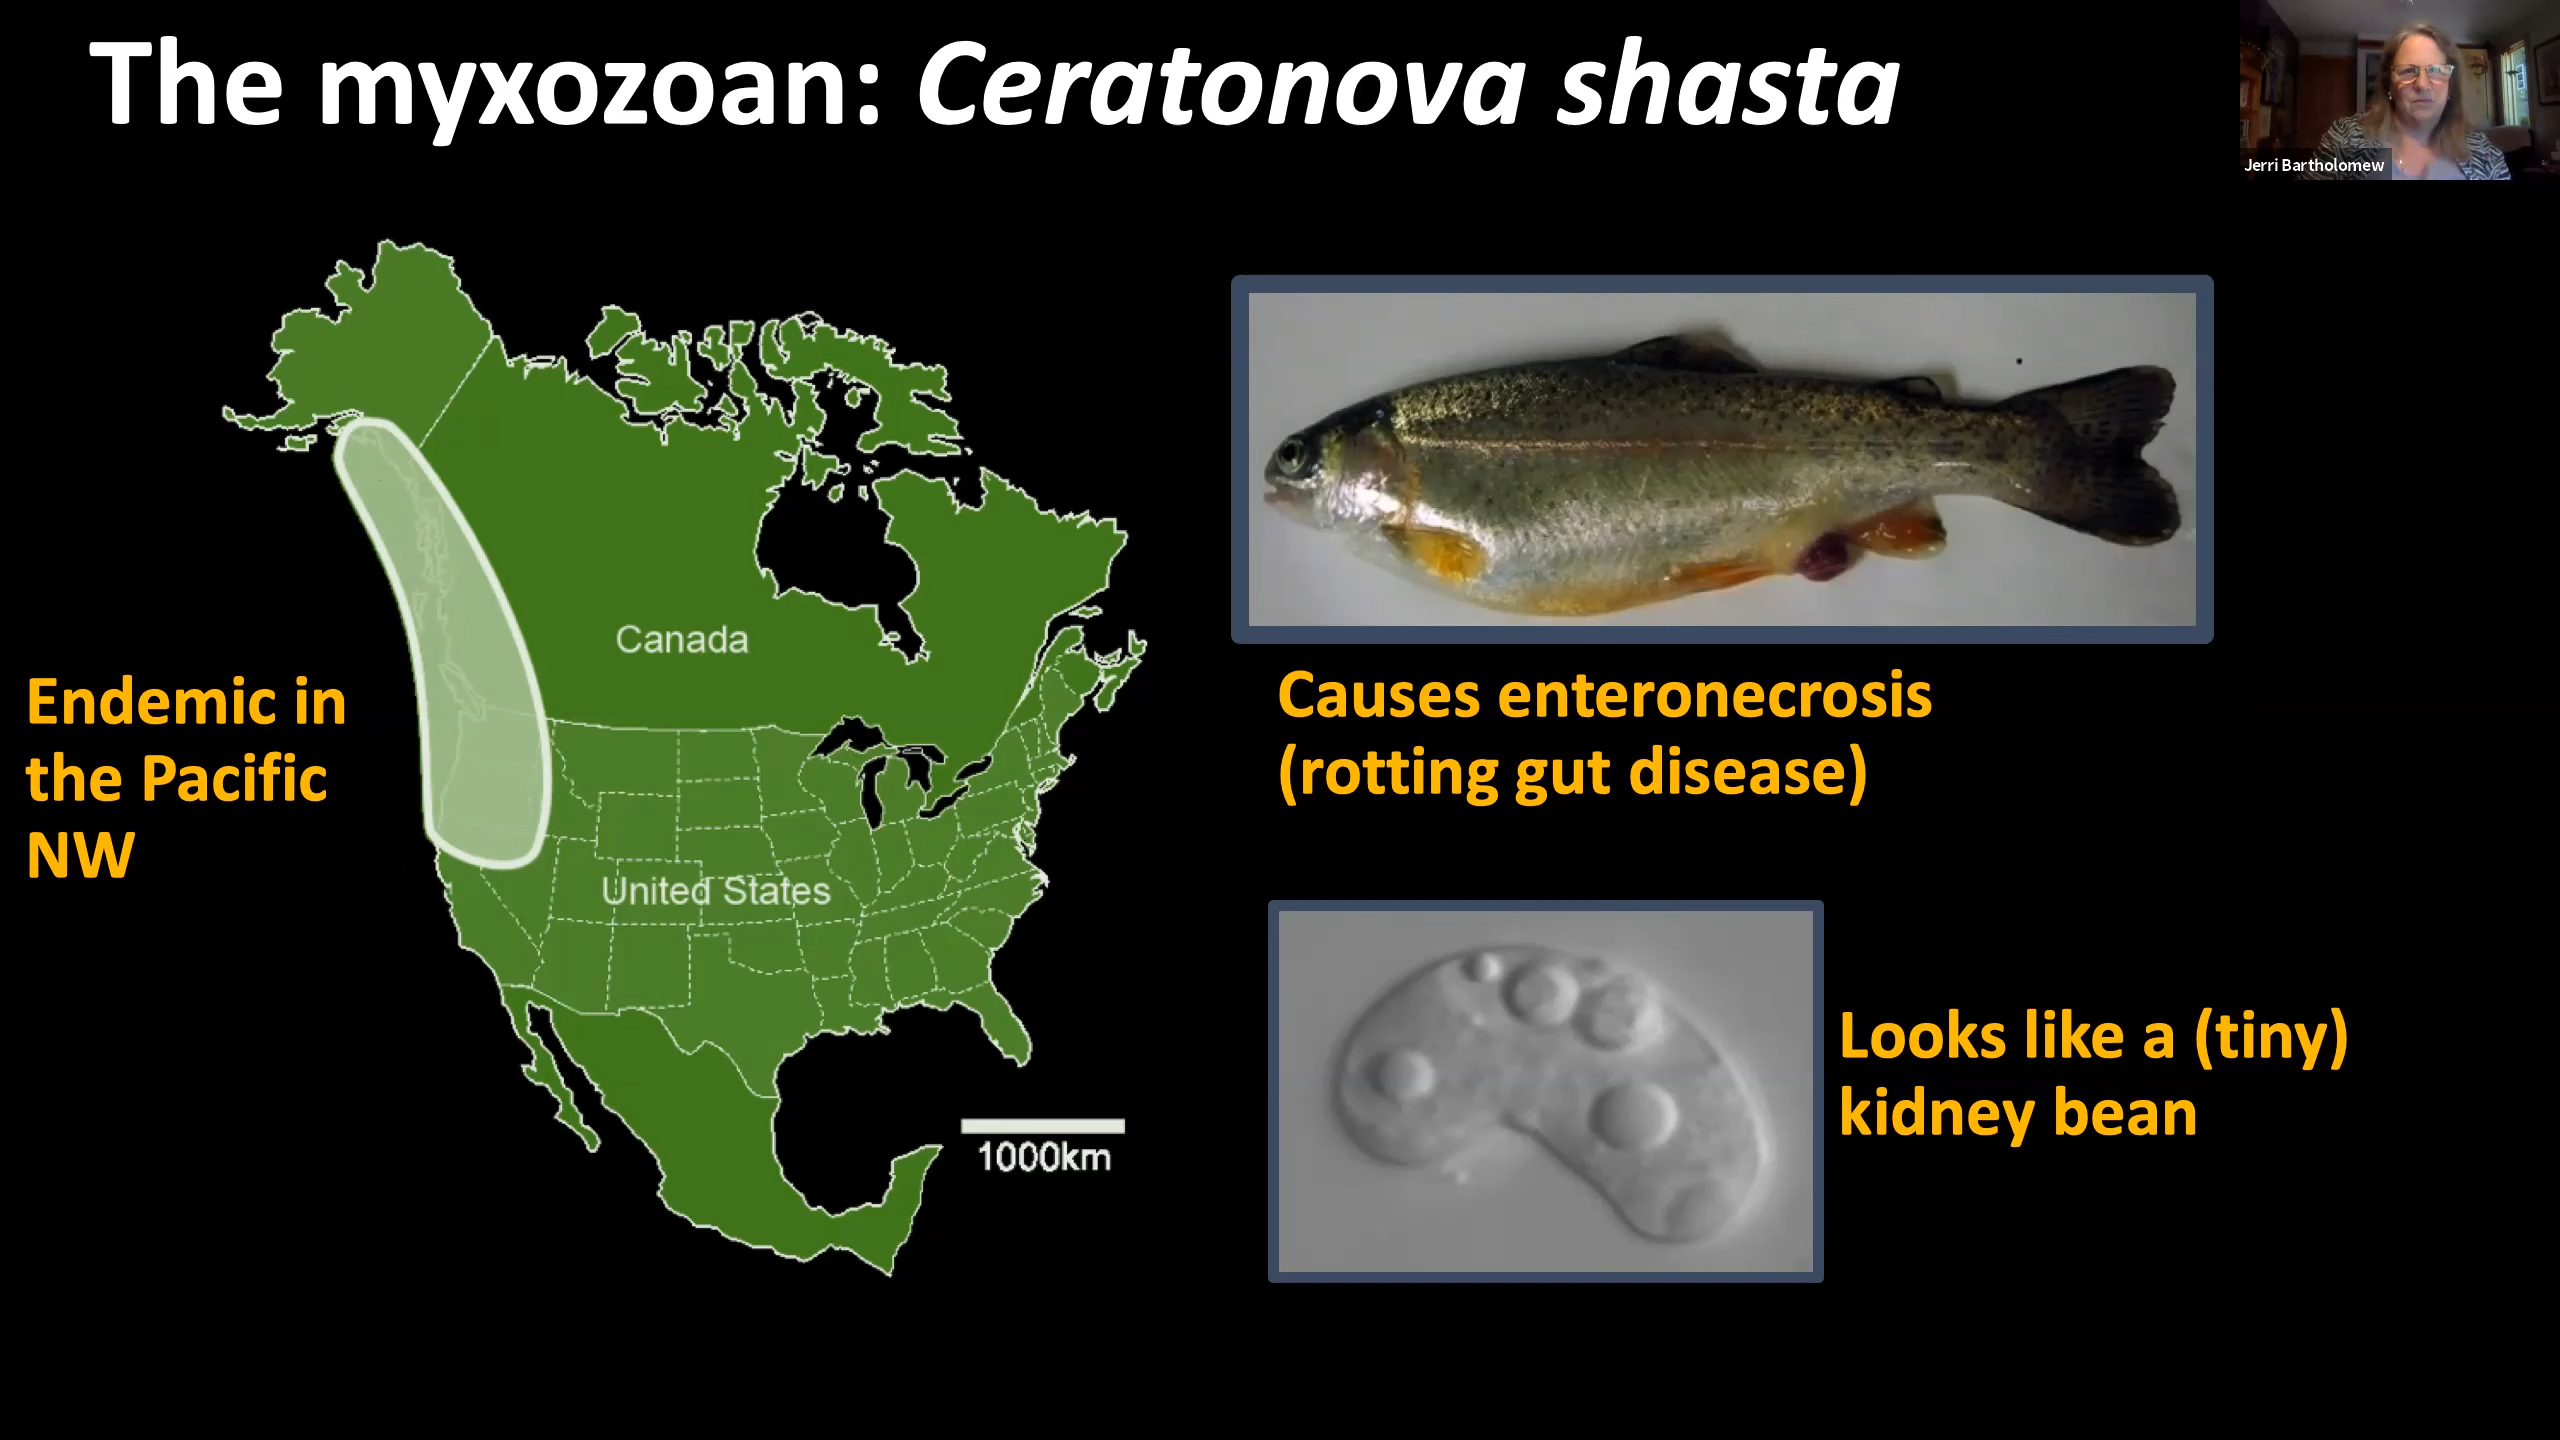 The myxozoan: Ceratonova shasta
Jerri Bartholomew
Endemic in
the Pacific
NW
Canada
United States
1000km
Causes enteronecrosis
(rotting gut disease)
Looks like a (tiny)
kidney bean